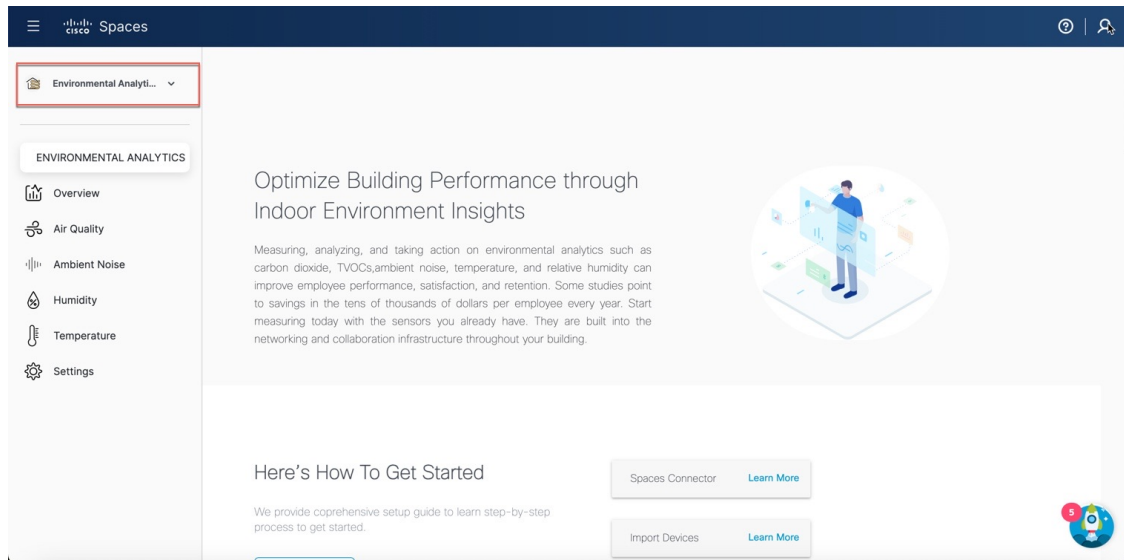 cisco Spaces
Environmental Analyti...
ENVIRONMENTAL ANALYTICS
Overview
Air Quality
Ambient Noise
Humidity
Temperature
Settings
Optimize Building Performance through
Indoor Environment Insights
Measuring, analyzing, and taking action on environmental analytics such as
carbon dioxide, TVOCs,ambient noise, temperature, and relative humidity can
improve employee performance, satisfaction, and retention. Some studies point
to savings in the tens of thousands of dollars per employee every year. Start
measuring today with the sensors you already have. They are built into the
networking and collaboration infrastructure throughout your building.
Here's How To Get Started
We provide coprehensive setup guide to learn step-by-step
process to get started.
Spaces Connector Learn More
Import Devices Learn More
5